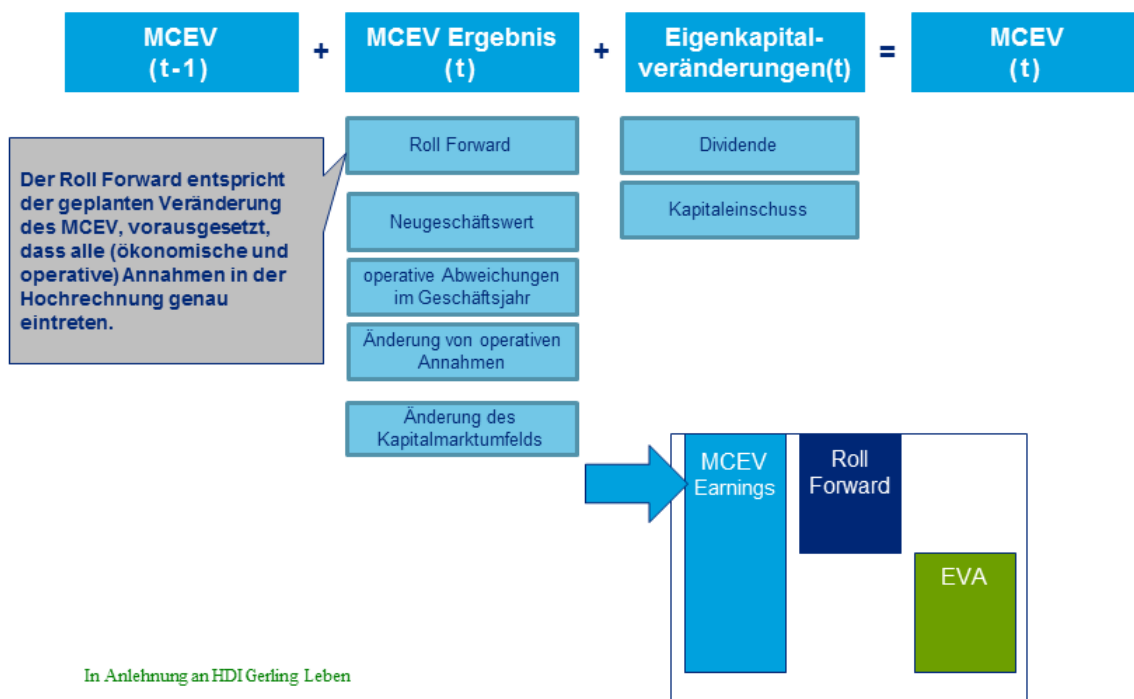 MCEV
(t-1)
+
MCEV Ergebnis
(t)
+
Eigenkapital-
veränderungen(t)
=
MCEV
(t)
Der Roll Forward entspricht
der geplanten Veränderung
des MCEV, vorausgesetzt,
dass alle (ökonomische und
operative) Annahmen in der
Hochrechnung genau
eintreten.
Roll Forward
Neugeschäftswert
operative Abweichungen
im Geschäftsjahr
Änderung von operativen
Annahmen
Änderung des
Kapitalmarktumfelds
Dividende
Kapitaleinschuss
MCEV
Earnings
Roll
Forward
EVA
In Anlehnung an HDI Gerling Leben